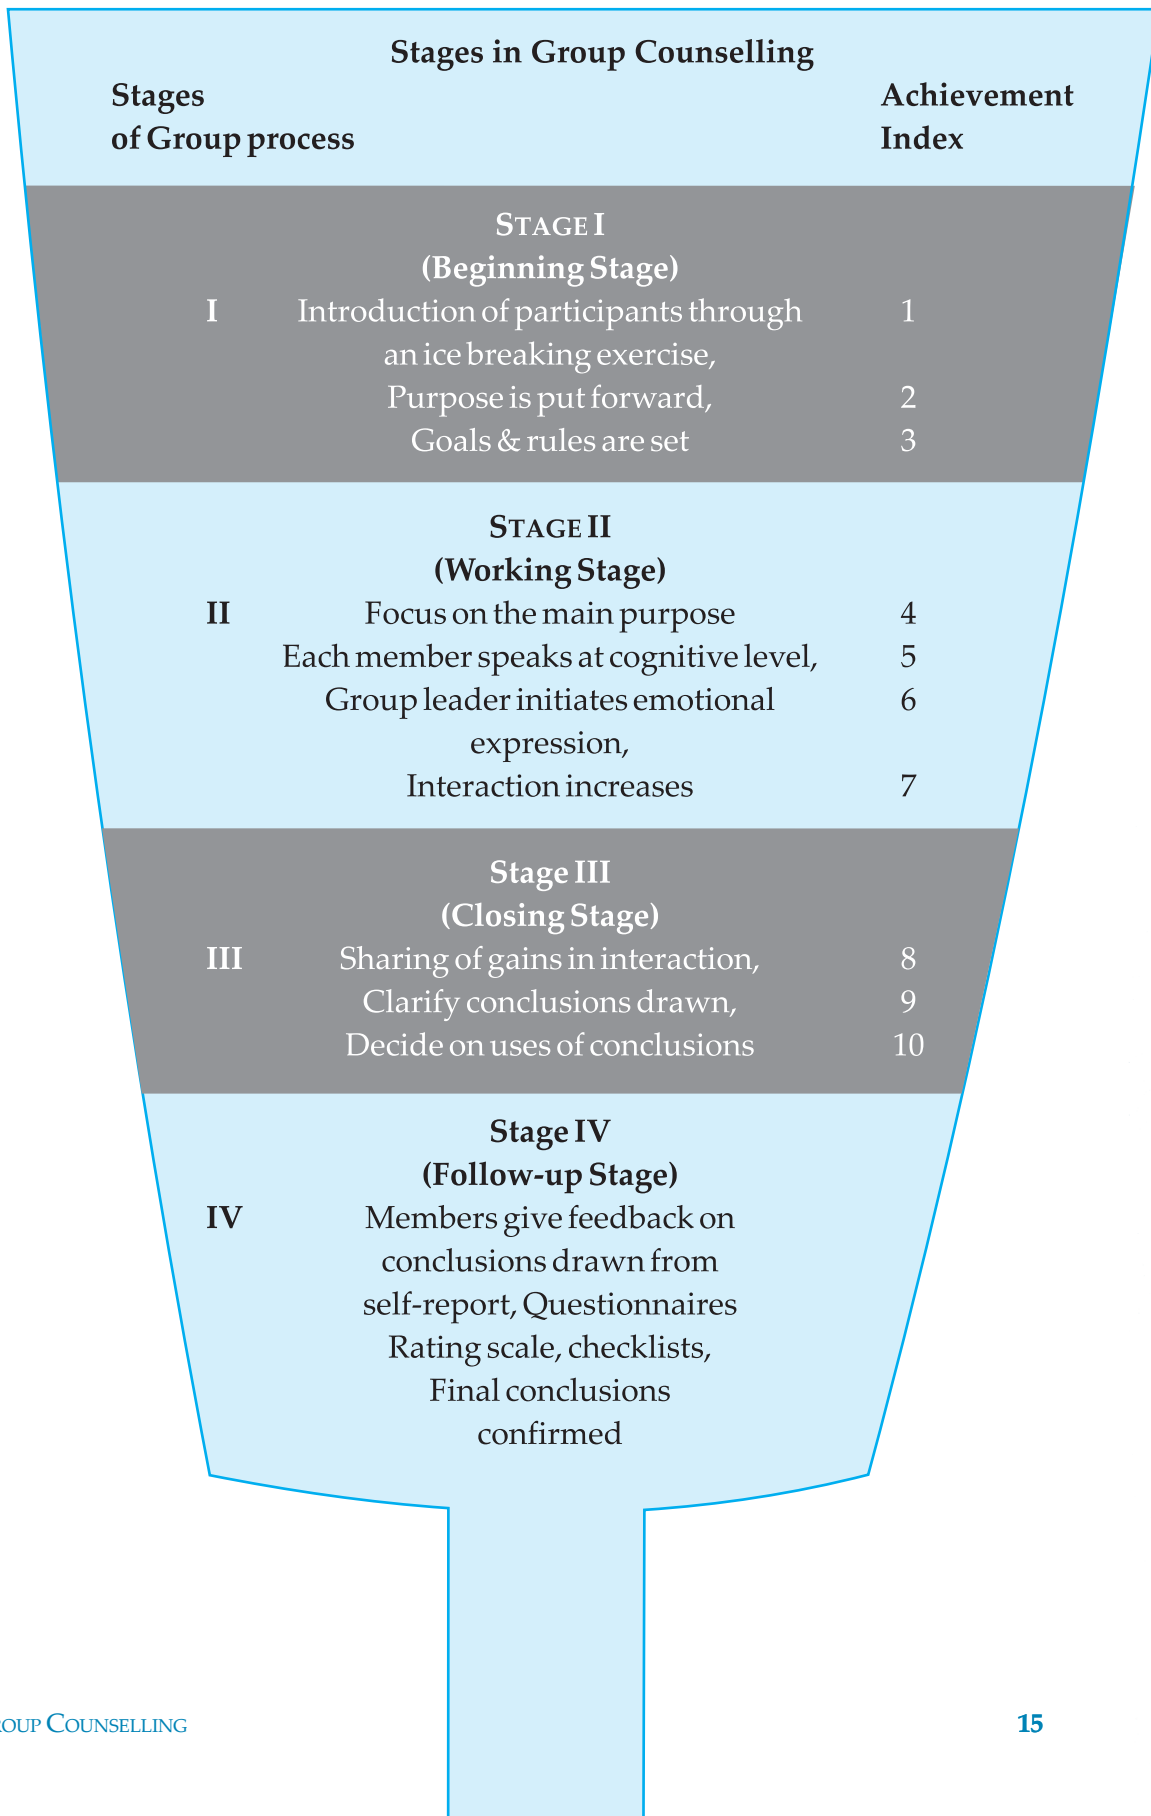 Stages in Group Counselling
Stages Achievement
of Group process Index
STAGE I
(Beginning Stage)
I Introduction of participants through 1
an ice breaking exercise,
Purpose is put forward, 2
Goals & rules are set 3
STAGE II
(Working Stage)
II Focus on the main purpose 4
Each member speaks at cognitive level, 5
Group leader initiates emotional 6
expression,
Interaction increases 7
Stage III
(Closing Stage)
III Sharing of gains in interaction, 8
Clarify conclusions drawn, 9
Decide on uses of conclusions 10
Stage IV
(Follow-up Stage)
IV Members give feedback on
conclusions drawn from
self-report, Questionnaires
Rating scale, checklists,
Final conclusions
confirmed
COUNSELLING 15